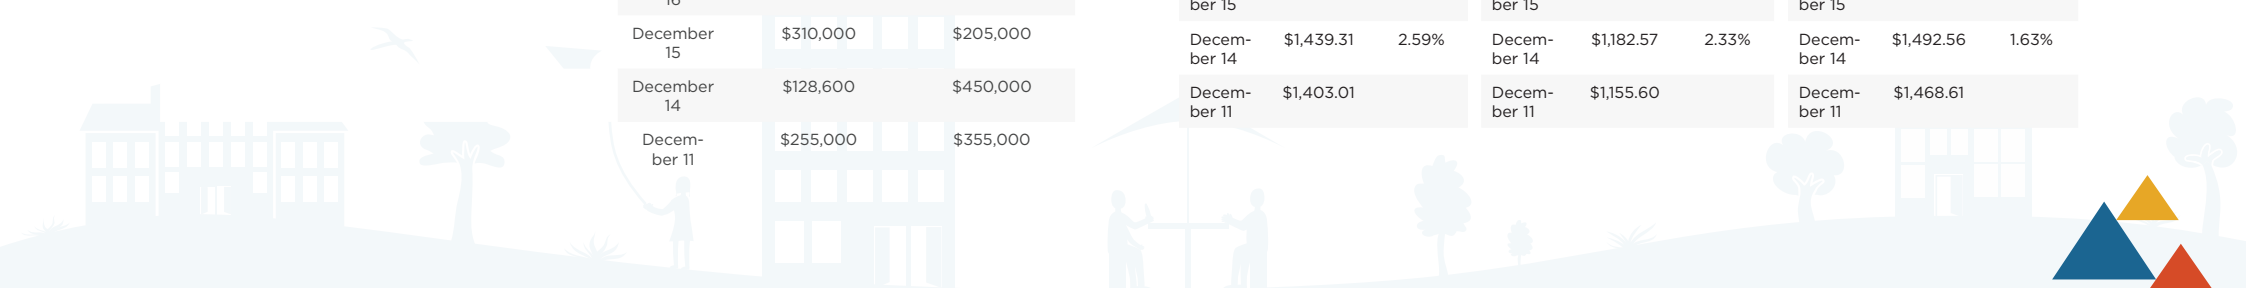 16
December $310,000 $205,000
15
December $128,600 $450,000
14
Decem- $255,000 $355,000
ber 11
ber 15 ber 15 ber 15
Decem- $1,439.31 2.59% Decem- $1,182.57 2.33% Decem- $1,492.56 1.63%
ber 14 ber 14 ber 14
Decem- $1,403.01 Decem- $1,155.60 Decem- $1,468.61
ber 11 ber 11 ber 11